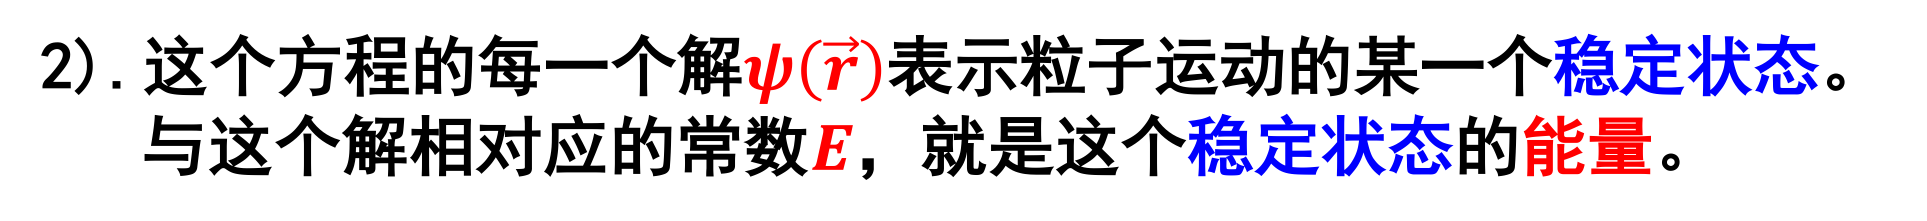 2).这个方程的每一个解ψ(r⃗)表示粒子运动的某一个稳定状态。
与这个解相对应的常数E，就是这个稳定状态的能量。